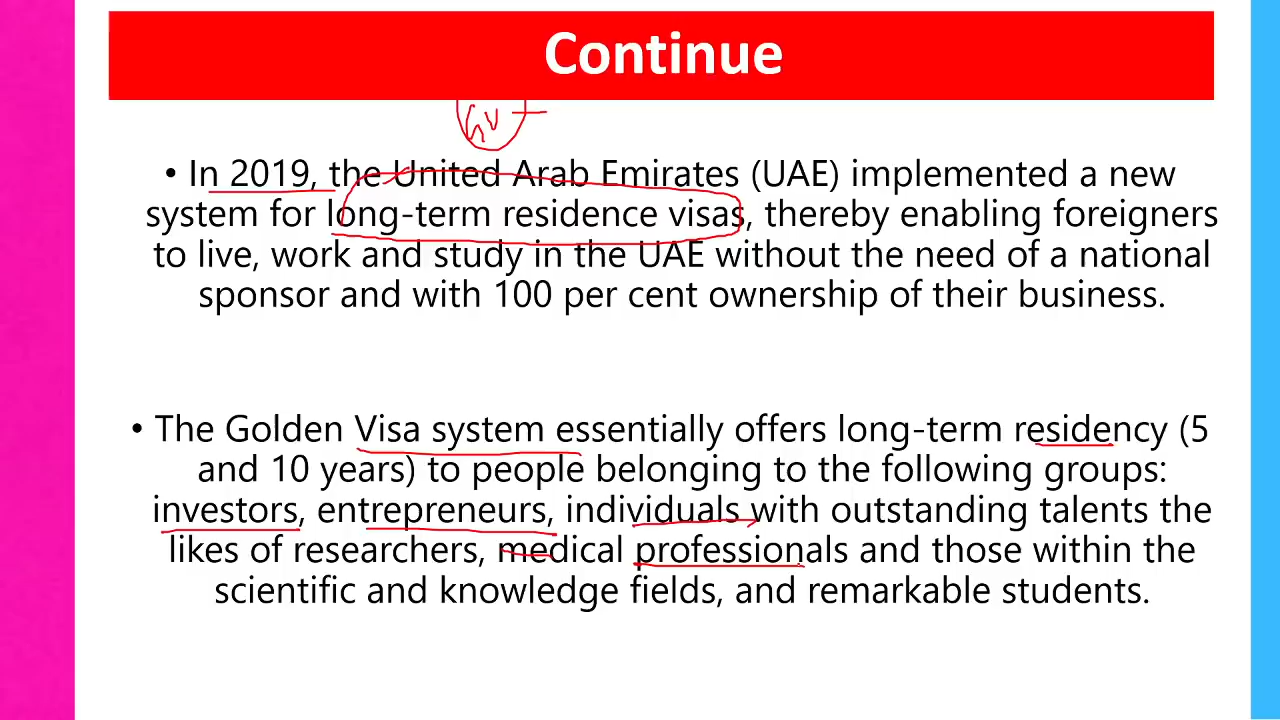 Continue
GV
• In 2019, the United Arab Emirates (UAE) implemented a new
system for long-term residence visas, thereby enabling foreigners
to live, work and study in the UAE without the need of a national
sponsor and with 100 per cent ownership of their business.
• The Golden Visa system essentially offers long-term residency (5
and 10 years) to people belonging to the following groups:
investors, entrepreneurs, individuals with outstanding talents the
likes of researchers, medical professionals and those within the
scientific and knowledge fields, and remarkable students.